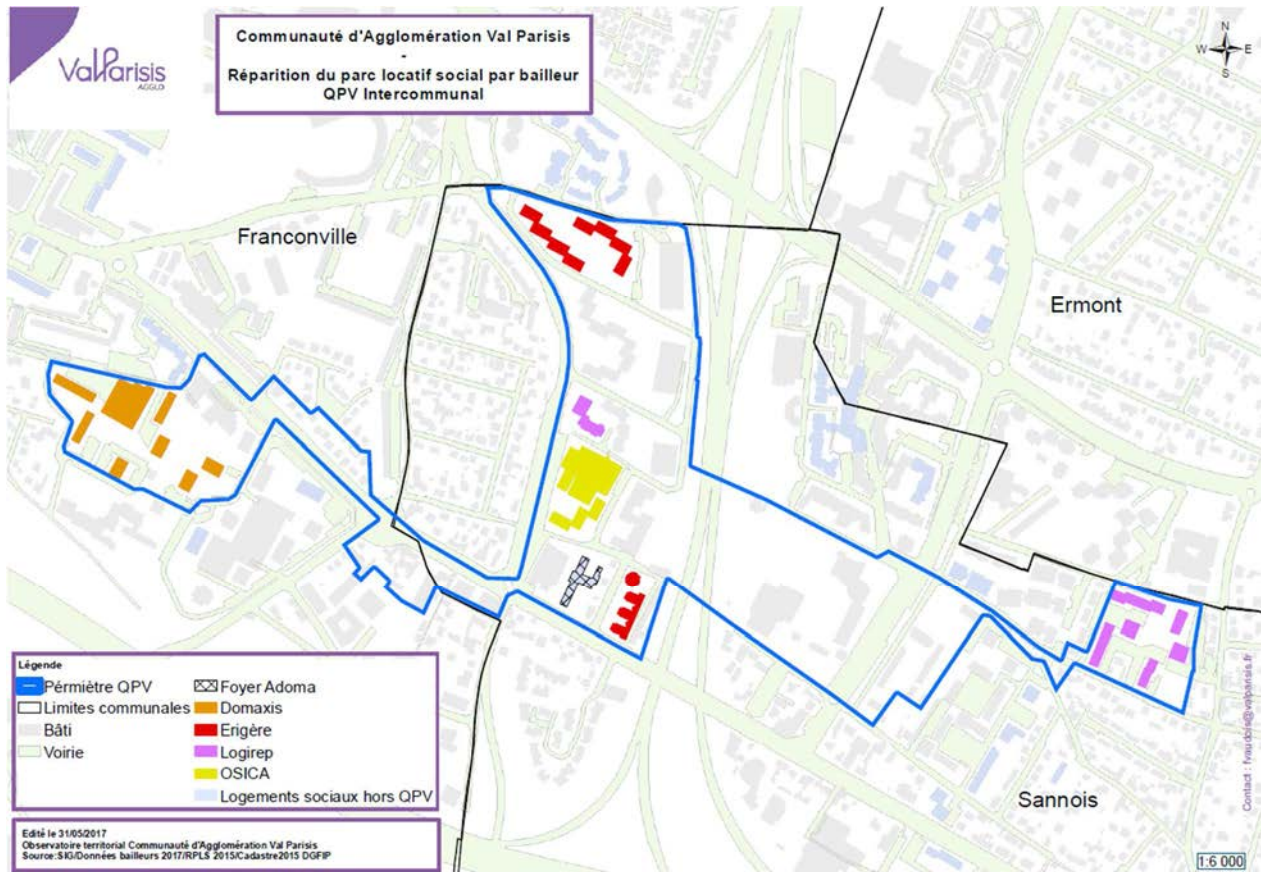 ValParisis
AGGLO
Communauté d'Agglomération Val Parisis
-
Réparition du parc locatif social par bailleur
QPV Intercommunal
N
W E
S
Franconville
Ermont
Sannois
Légende
Pérmiètre QPV
Limites communales
Bâti
Voirie
Foyer Adoma
Domaxis
Erigère
Logirep
OSICA
Logements sociaux hors QPV
Edité le 31/05/2017
Observatoire territorial Communauté d'Agglomération Val Parisis
Source:SIG/Données bailleurs 2017/RPLS 2015/Cadastre2015 DGFIP
1:6 000